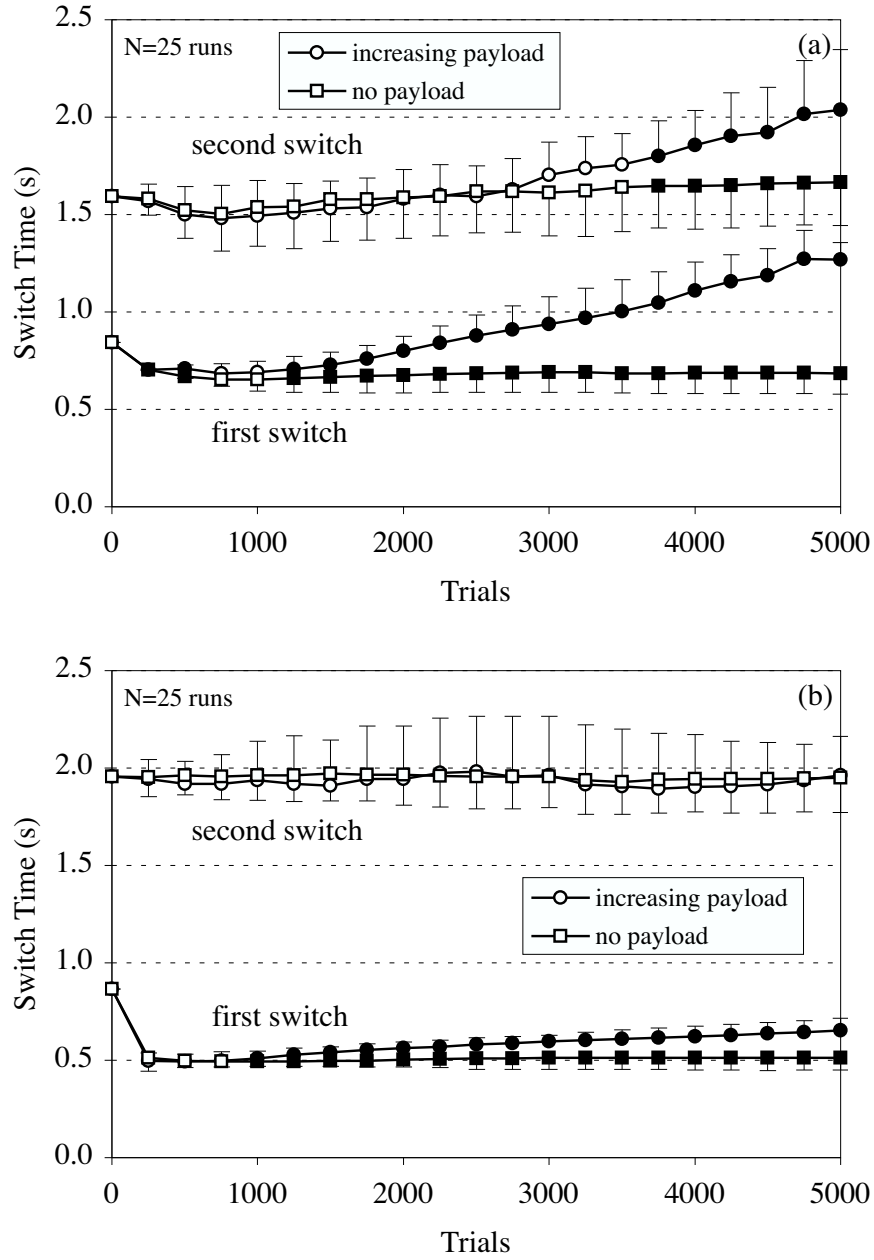 2.5
N=25 runs
(a)
increasing payload
no payload
2.0
second switch
1.5
Switch Time (s)
1.0
0.5
first switch
0.0
0 1000 2000 3000 4000 5000
Trials
2.5
N=25 runs
(b)
2.0
second switch
1.5
Switch Time (s)
increasing payload
no payload
1.0
first switch
0.5
0.0
0 1000 2000 3000 4000 5000
Trials